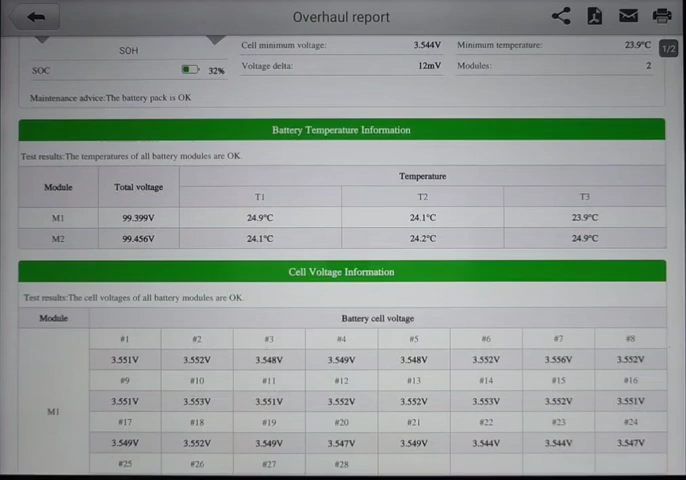 Overhaul report
SOH
Cell minimum voltage: 3.544V Minimum temperature: 23.9°C
1/2
SOC 32% Voltage delta: 12mV Modules: 2
Maintenance advice:The battery pack is OK
Battery Temperature Information
Test results:The temperatures of all battery modules are OK.
Module Total voltage Temperature
T1 T2 T3
M1 99.399V 24.9°C 24.1°C 23.9°C
M2 99.456V 24.1°C 24.2°C 24.9°C
Cell Voltage Information
Test results:The cell voltages of all battery modules are OK.
Module Battery cell voltage
#1 #2 #3 #4 #5 #6 #7 #8
3.551V 3.552V 3.548V 3.549V 3.548V 3.552V 3.556V 3.552V
#9 #10 #11 #12 #13 #14 #15 #16
M1 3.551V 3.553V 3.551V 3.552V 3.552V 3.553V 3.552V 3.551V
#17 #18 #19 #20 #21 #22 #23 #24
3.549V 3.552V 3.549V 3.547V 3.549V 3.544V 3.544V 3.547V
#25 #26 #27 #28